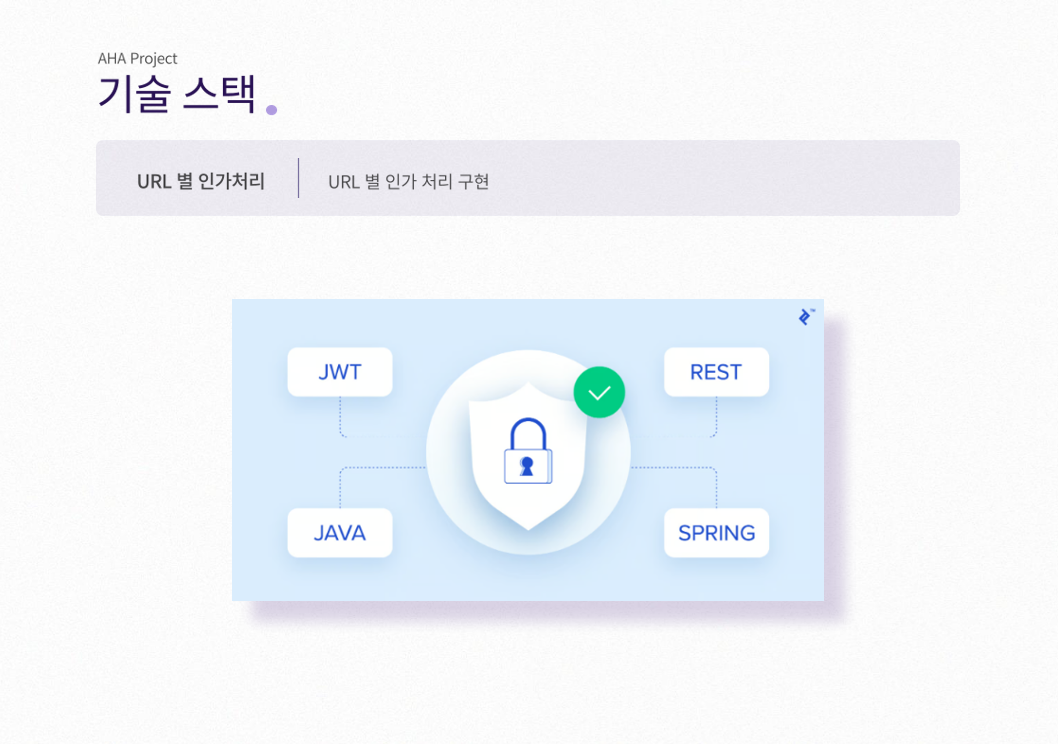 AHA Project
기술 스택
URL 별 인가처리
URL 별 인가 처리 구현
JWT
REST
JAVA
SPRING